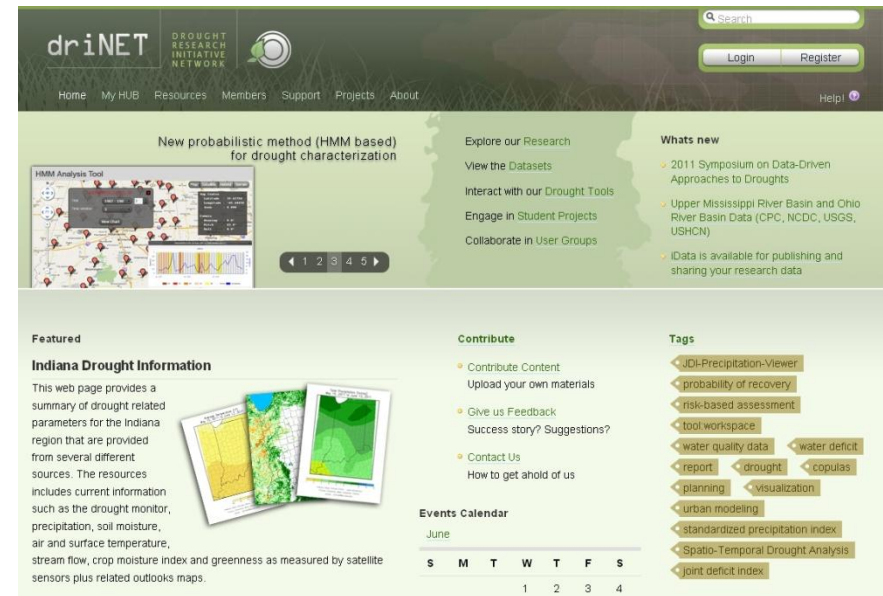 Search
driNET
DROUGHT
RESEARCH
INITIATIVE
NETWORK
Login Register
Home My HUB Resources Members Support Projects About
Help!
New probabilistic method (HMM based)
for drought characterization
HMM Analysis Tool
1 2 3 4 5
Explore our Research
View the Datasets
Interact with our Drought Tools
Engage in Student Projects
Collaborate in User Groups
Whats new
2011 Symposium on Data-Driven
Approaches to Droughts
Upper Mississippi River Basin and Ohio
River Basin Data (CPC, NCDC, USGS,
USHCN)
iData is available for publishing and
sharing your research data
Featured
Indiana Drought Information
This web page provides a
summary of drought related
parameters for the Indiana
region that are provided
from several different
sources. The resources
includes current information
such as the drought monitor,
precipitation, soil moisture,
air and surface temperature,
stream flow, crop moisture index and greenness as measured by satellite
sensors plus related outlooks maps.
Contribute
Contribute Content
Upload your own materials
Give us Feedback
Success story? Suggestions?
Contact Us
How to get ahold of us
Events Calendar
June
S M T W T F S
1 2 3 4
Tags
JDI-Precipitation-Viewer
probability of recovery
risk-based assessment
tool:workspace
water quality data water deficit
report drought copulas
planning visualization
urban modeling
standardized precipitation index
Spatio-Temporal Drought Analysis
joint deficit index